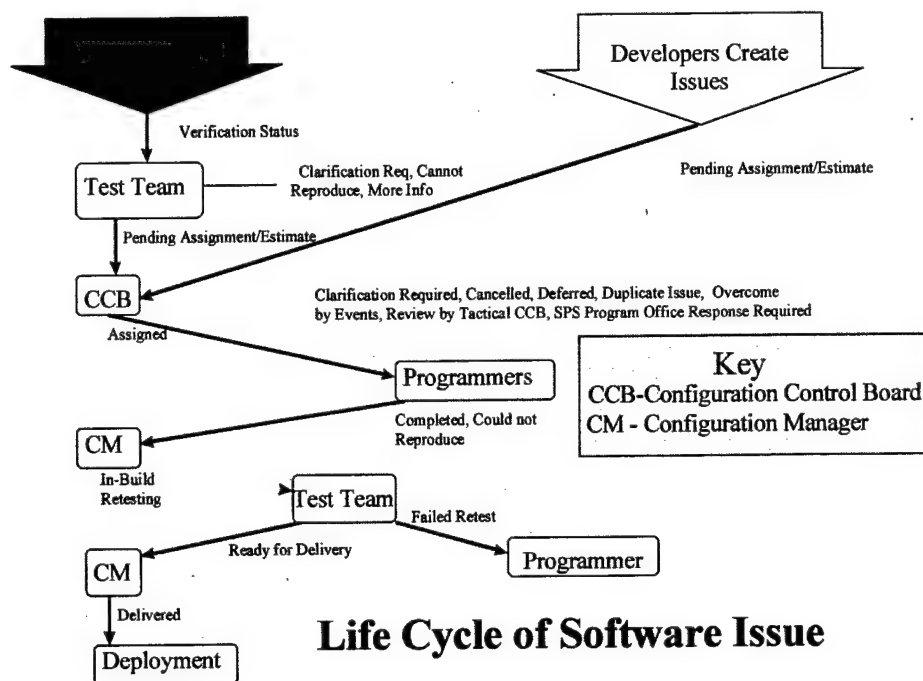 Developers Create
Issues
Verification Status
Test Team
Clarification Req, Cannot
Reproduce, More Info
Pending Assignment/Estimate
Pending Assignment/Estimate
CCB
Clarification Required, Cancelled, Deferred, Duplicate Issue, Overcome
by Events, Review by Tactical CCB, SPS Program Office Response Required
Assigned
Programmers
Key
CCB-Configuration Control Board
CM - Configuration Manager
Completed, Could not
Reproduce
CM
In-Build
Retesting
Test Team
Failed Retest
Ready for Delivery
Programmer
CM
Delivered
Life Cycle of Software Issue
Deployment